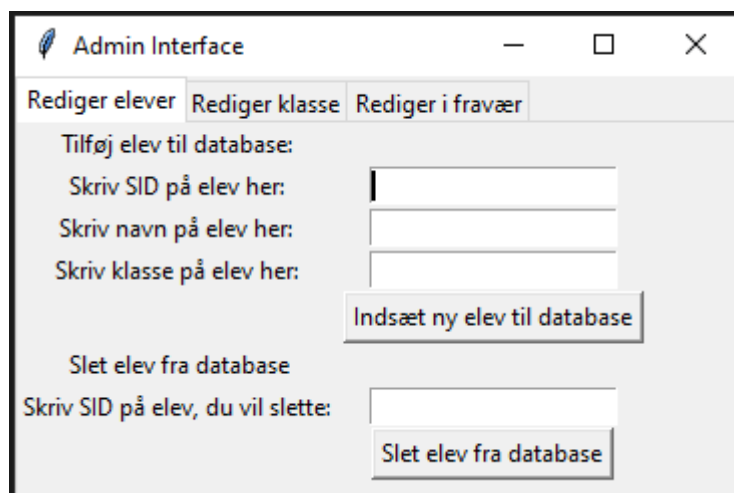 Admin Interface
Rediger elever Rediger klasse Rediger i fravær
Tilføj elev til database:
Skriv SID på elev her:
Skriv navn på elev her:
Skriv klasse på elev her:
Indsæt ny elev til database
Slet elev fra database
Skriv SID på elev, du vil slette:
Slet elev fra database